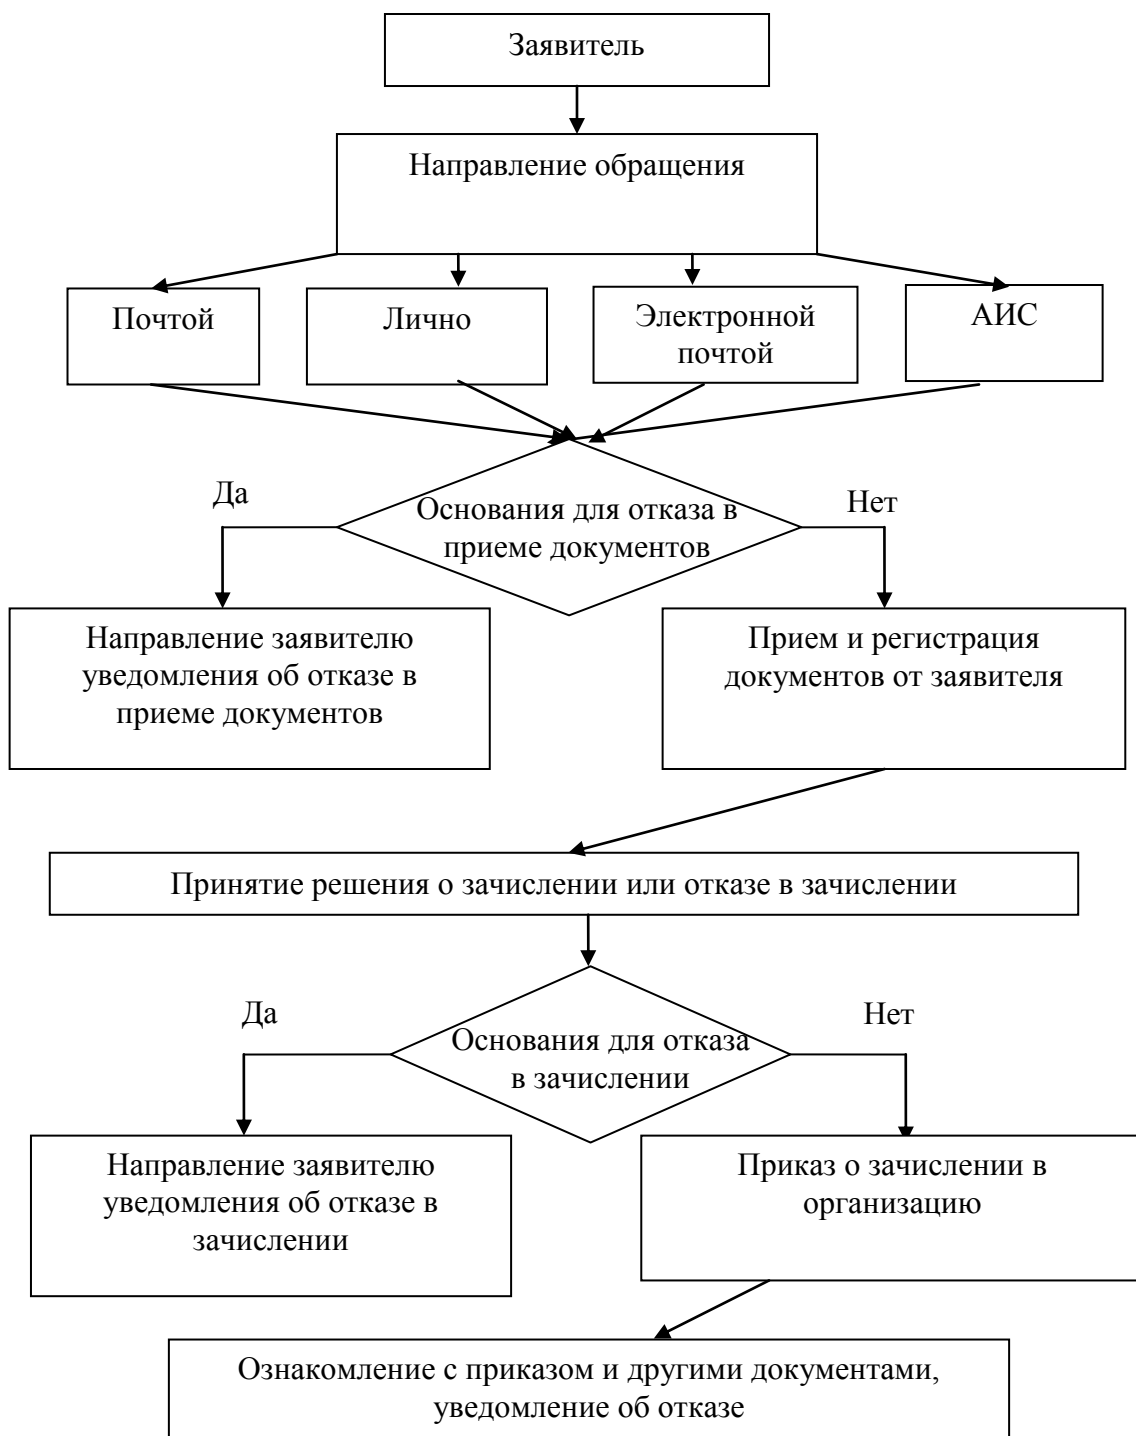 Заявитель
Направление обращения
Почтой
Лично
Электронной
почтой
АИС
Да
Основания для отказа в
приеме документов
Нет
Направление заявителю
уведомления об отказе в
приеме документов
Прием и регистрация
документов от заявителя
Принятие решения о зачислении или отказе в зачислении
Да
Основания для отказа
в зачислении
Нет
Направление заявителю
уведомления об отказе в
зачислении
Приказ о зачислении в
организацию
Ознакомление с приказом и другими документами,
уведомление об отказе